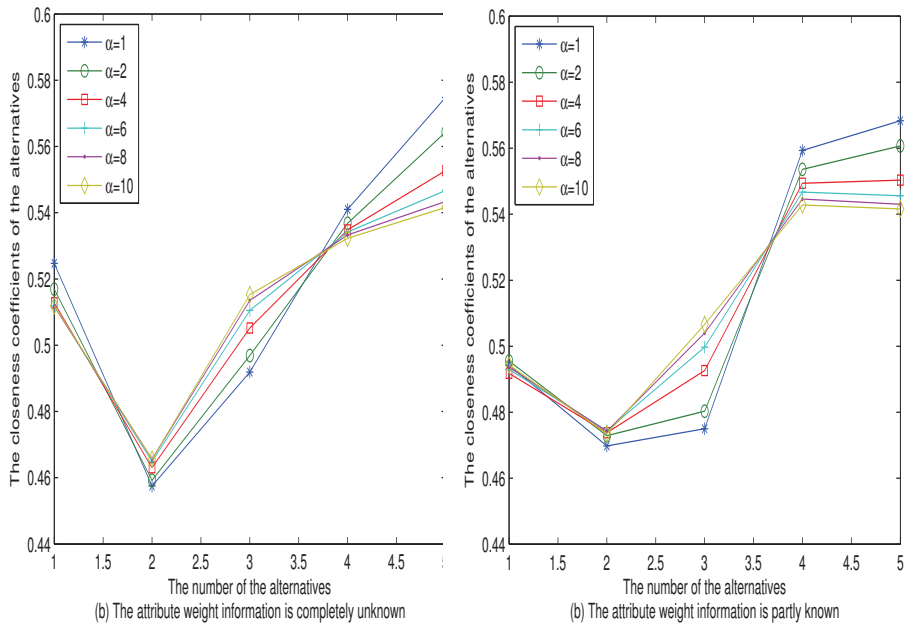 The closeness coefficients of the alternatives
0.6
0.58
0.56
0.54
0.52
0.5
0.48
0.46
0.44
α=1
α=2
α=4
α=6
α=8
α=10
1 1.5 2 2.5 3 3.5 4 4.5 5
The number of the alternatives
(b) The attribute weight information is completely unknown
The closeness coefficients of the alternatives
0.6
0.58
0.56
0.54
0.52
0.5
0.48
0.46
0.44
α=1
α=2
α=4
α=6
α=8
α=10
1 1.5 2 2.5 3 3.5 4 4.5 5
The number of the alternatives
(b) The attribute weight information is partly known